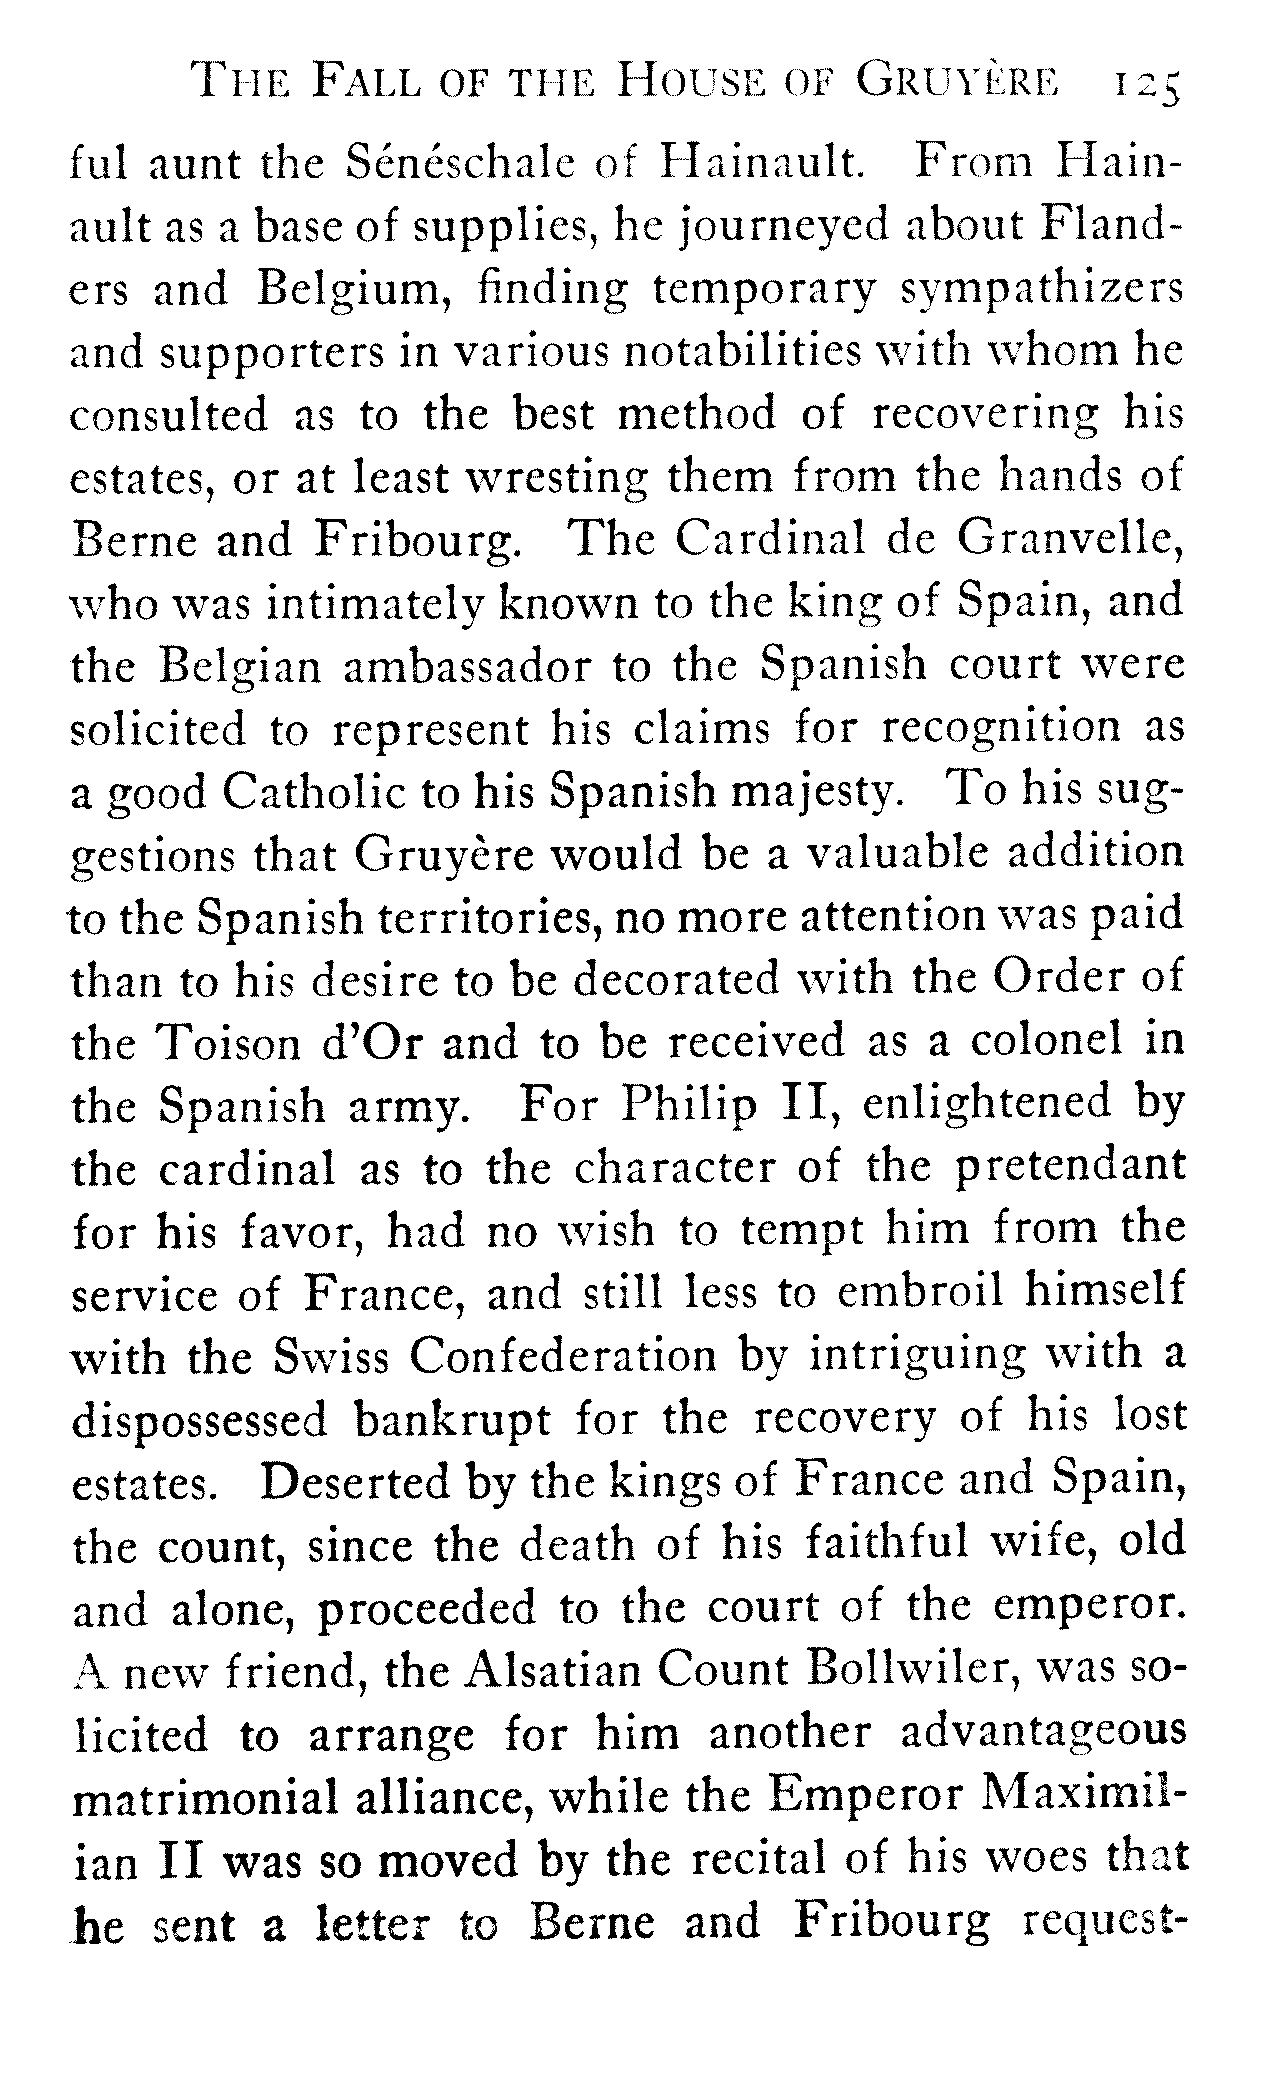 THE FALL OF THE HOUSE OF GRUYÈRE 125
ful aunt the Sénéschale of Hainault. From Hain-
ault as a base of supplies, he journeyed about Fland-
ers and Belgium, finding temporary sympathizers
and supporters in various notabilities with whom he
consulted as to the best method of recovering his
estates, or at least wresting them from the hands of
Berne and Fribourg. The Cardinal de Granvelle,
who was intimately known to the king of Spain, and
the Belgian ambassador to the Spanish court were
solicited to represent his claims for recognition as
a good Catholic to his Spanish majesty. To his sug-
gestions that Gruyère would be a valuable addition
to the Spanish territories, no more attention was paid
than to his desire to be decorated with the Order of
the Toison d'Or and to be received as a colonel in
the Spanish army. For Philip II, enlightened by
the cardinal as to the character of the pretendant
for his favor, had no wish to tempt him from the
service of France, and still less to embroil himself
with the Swiss Confederation by intriguing with a
dispossessed bankrupt for the recovery of his lost
estates. Deserted by the kings of France and Spain,
the count, since the death of his faithful wife, old
and alone, proceeded to the court of the emperor.
A new friend, the Alsatian Count Bollwiler, was so-
licited to arrange for him another advantageous
matrimonial alliance, while the Emperor Maximil-
ian II was so moved by the recital of his woes that
he sent a letter to Berne and Fribourg request-